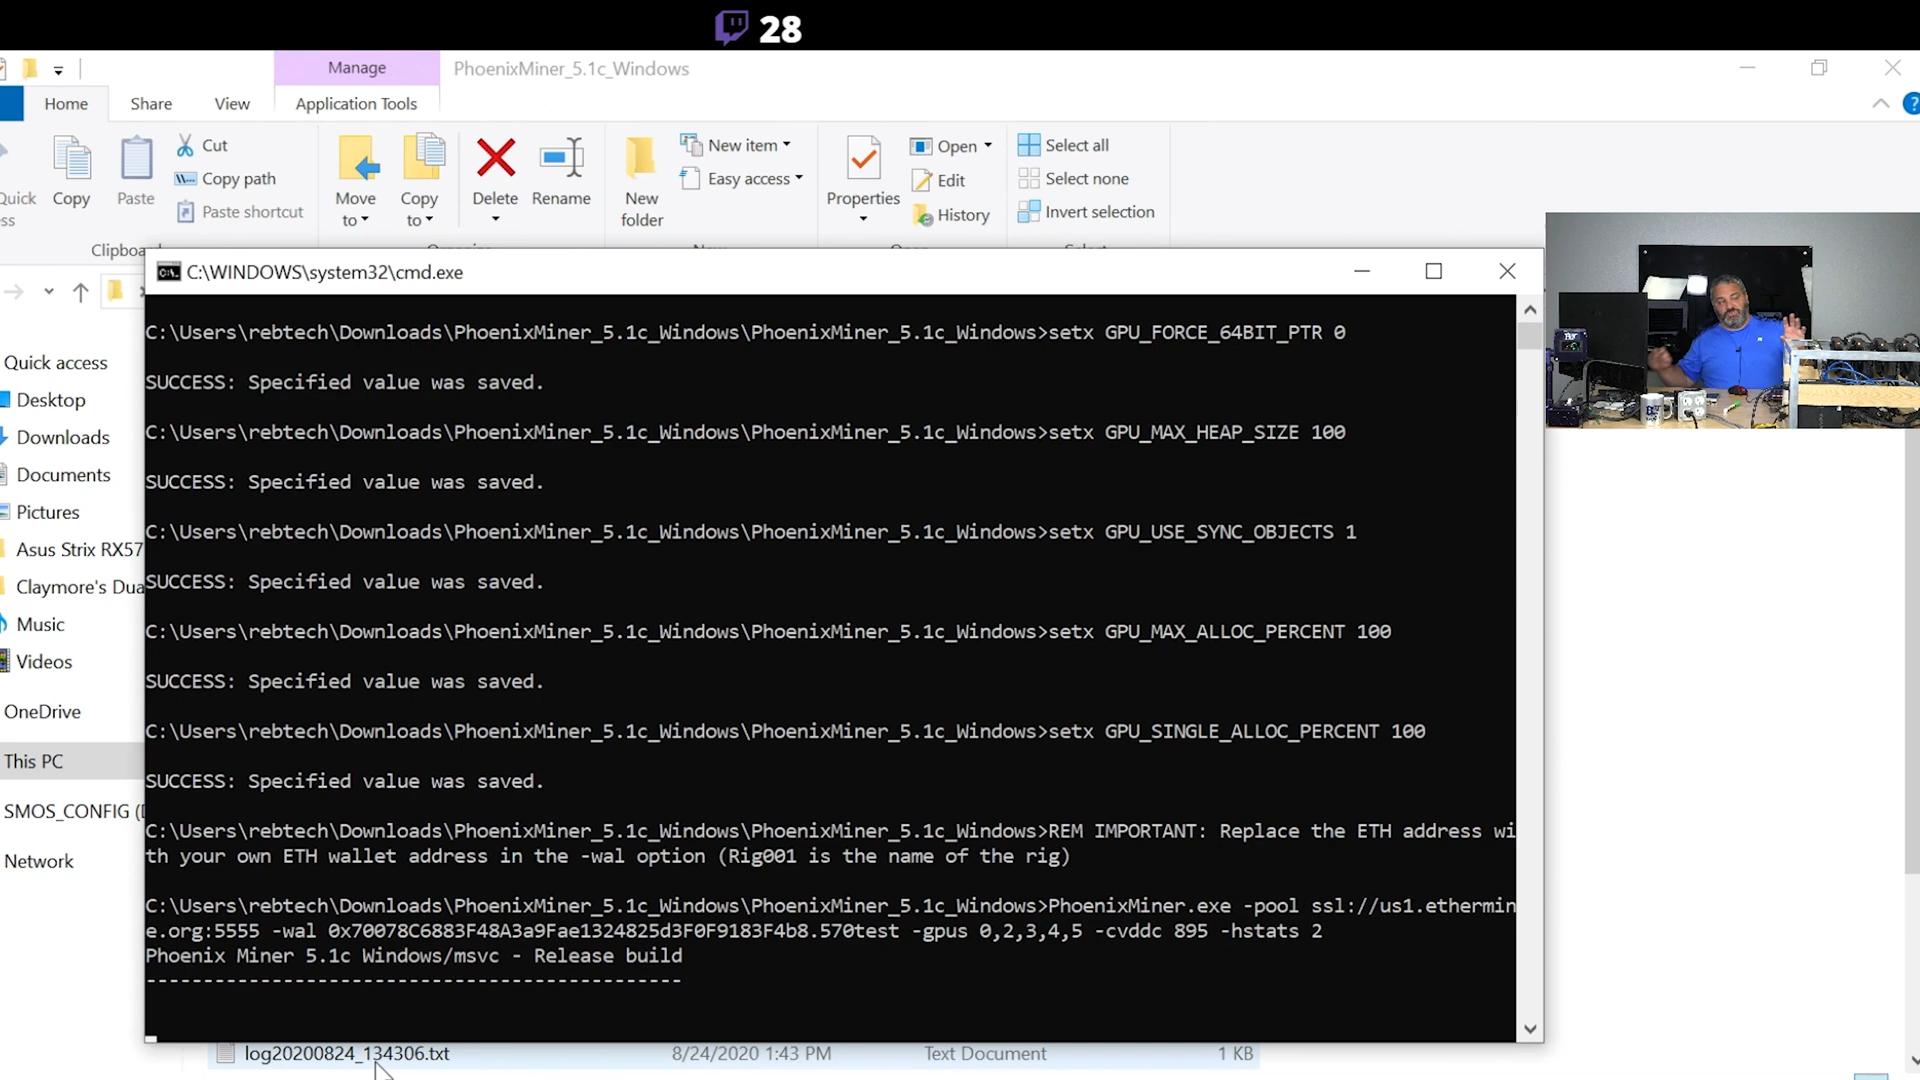 28
Manage
PhoenixMiner_5.1c_Windows
Home
Share
View
Application Tools
Copy
Paste
Cut
Copy path
Paste shortcut
Move to
Copy to
Delete
Rename
New folder
New item
Easy access
Properties
Open
Edit
History
Select all
Select none
Invert selection
C:\WINDOWS\system32\cmd.exe
Quick access
Desktop
Downloads
Documents
Pictures
Asus Strix RX57
Claymore's Dua
Music
Videos
OneDrive
This PC
SMOS_CONFIG (
Network
C:\Users\rebtech\Downloads\PhoenixMiner_5.1c_Windows\PhoenixMiner_5.1c_Windows>setx GPU_FORCE_64BIT_PTR 0
SUCCESS: Specified value was saved.
C:\Users\rebtech\Downloads\PhoenixMiner_5.1c_Windows\PhoenixMiner_5.1c_Windows>setx GPU_MAX_HEAP_SIZE 100
SUCCESS: Specified value was saved.
C:\Users\rebtech\Downloads\PhoenixMiner_5.1c_Windows\PhoenixMiner_5.1c_Windows>setx GPU_USE_SYNC_OBJECTS 1
SUCCESS: Specified value was saved.
C:\Users\rebtech\Downloads\PhoenixMiner_5.1c_Windows\PhoenixMiner_5.1c_Windows>setx GPU_MAX_ALLOC_PERCENT 100
SUCCESS: Specified value was saved.
C:\Users\rebtech\Downloads\PhoenixMiner_5.1c_Windows\PhoenixMiner_5.1c_Windows>setx GPU_SINGLE_ALLOC_PERCENT 100
SUCCESS: Specified value was saved.
C:\Users\rebtech\Downloads\PhoenixMiner_5.1c_Windows\PhoenixMiner_5.1c_Windows>REM IMPORTANT: Replace the ETH address wi
th your own ETH wallet address in the -wal option (Rig001 is the name of the rig)
C:\Users\rebtech\Downloads\PhoenixMiner_5.1c_Windows\PhoenixMiner_5.1c_Windows>PhoenixMiner.exe -pool ssl://us1.ethermin
e.org:5555 -wal 0x70078C6883F48A3a9Fae1324825d3F0F9183F4b8.570test -gpus 0,2,3,4,5 -cvddc 895 -hstats 2
Phoenix Miner 5.1c Windows/msvc - Release build
-----------------------------------------------
log20200824_134306.txt
8/24/2020 1:43 PM
Text Document
1 KB